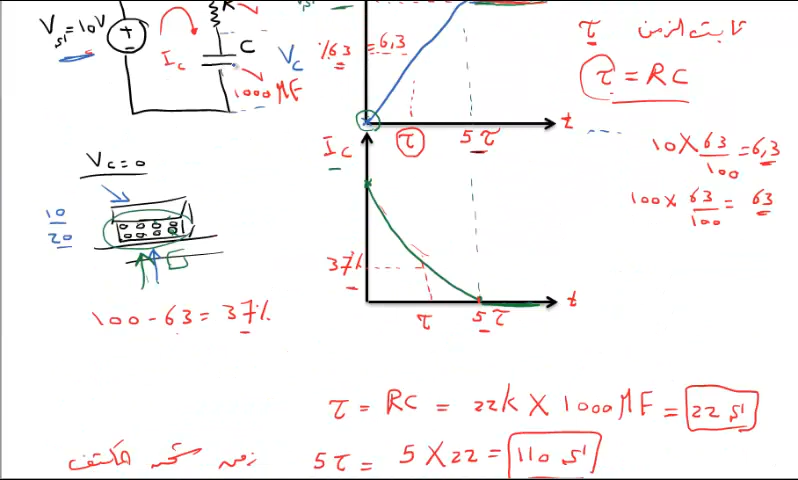 R
V = 10V
C
Vc
Ic
1000 MF
%63 = 6,3
τ
5τ
t
ثابت الزمن τ
τ = RC
10 × 63/100 = 6,3
100 × 63/100 = 63
Vc = 0
10
20
100 - 63 = 37%
Ic
37%
τ
5τ
t
τ = RC = 22k × 1000 MF = 22
5τ = 5 × 22 = 110
زمن شحن المكثف